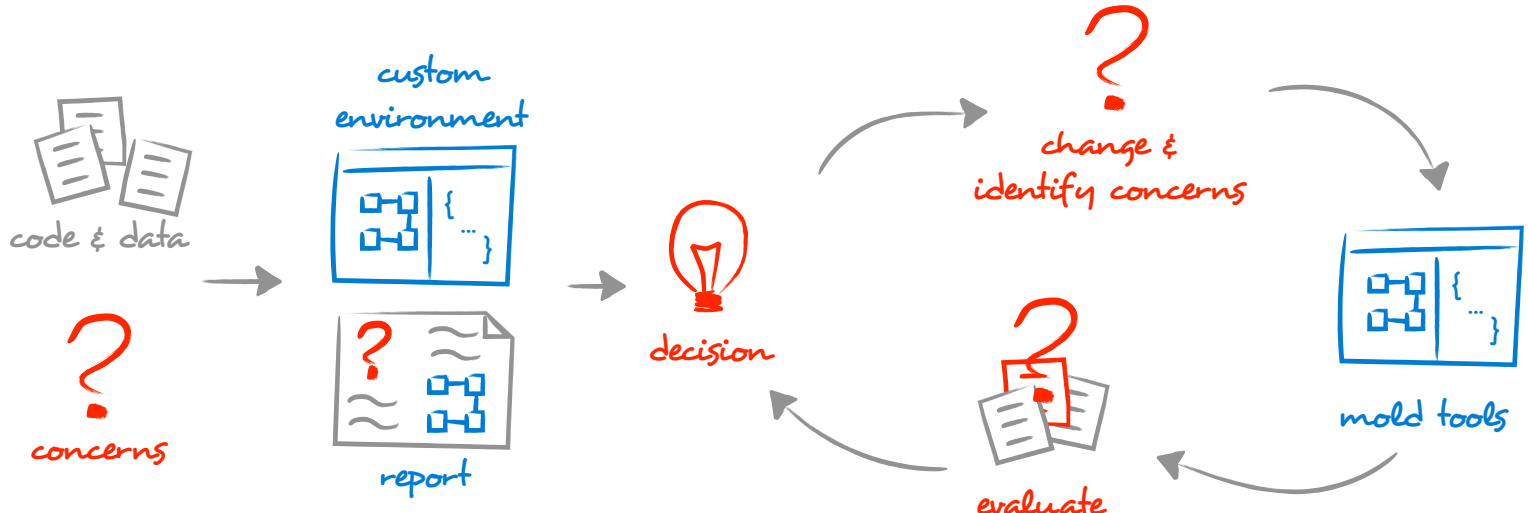 code & data
concerns
custom
environment
{
...
}
report
decision
change &
identify concerns
{
...
}
mold tools
evaluate